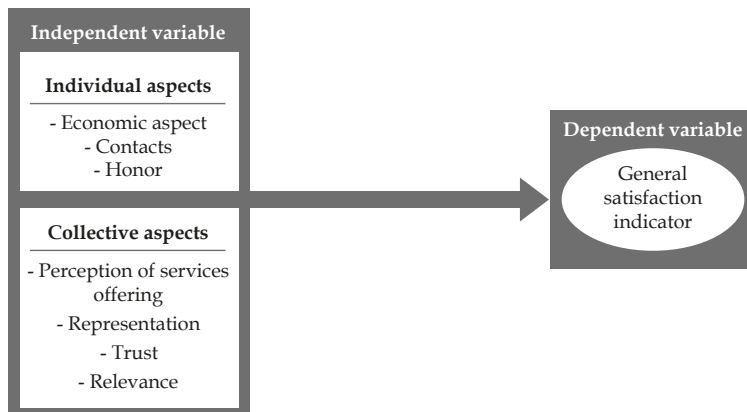 Independent variable
Individual aspects
- Economic aspect
- Contacts
- Honor
Collective aspects
- Perception of services
offering
- Representation
- Trust
- Relevance
Dependent variable
General
satisfaction
indicator